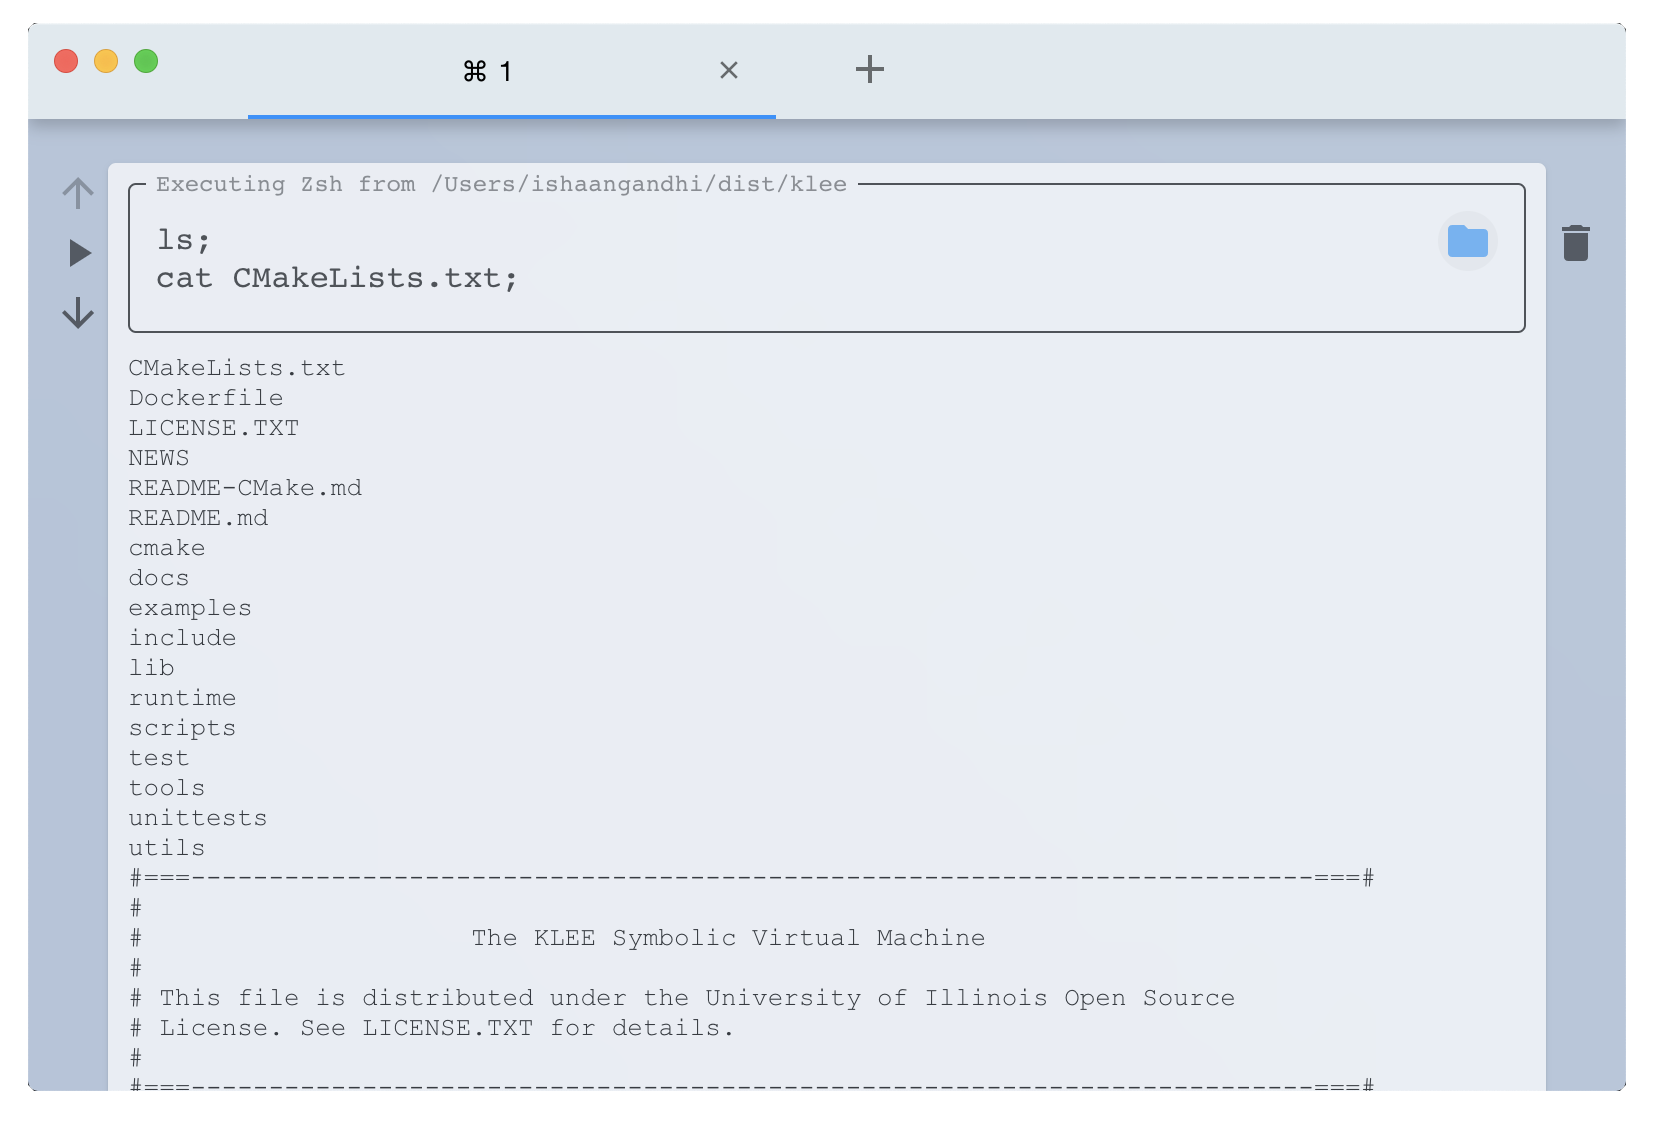 ⌘ 1
Executing Zsh from /Users/ishaangandhi/dist/klee
ls;
cat CMakeLists.txt;
CMakeLists.txt
Dockerfile
LICENSE.TXT
NEWS
README-CMake.md
README.md
cmake
docs
examples
include
lib
runtime
scripts
test
tools
unittests
utils
#===------------------------------------------------------------------------===#
#
#                     The KLEE Symbolic Virtual Machine
#
# This file is distributed under the University of Illinois Open Source
# License. See LICENSE.TXT for details.
#
#===------------------------------------------------------------------------===#